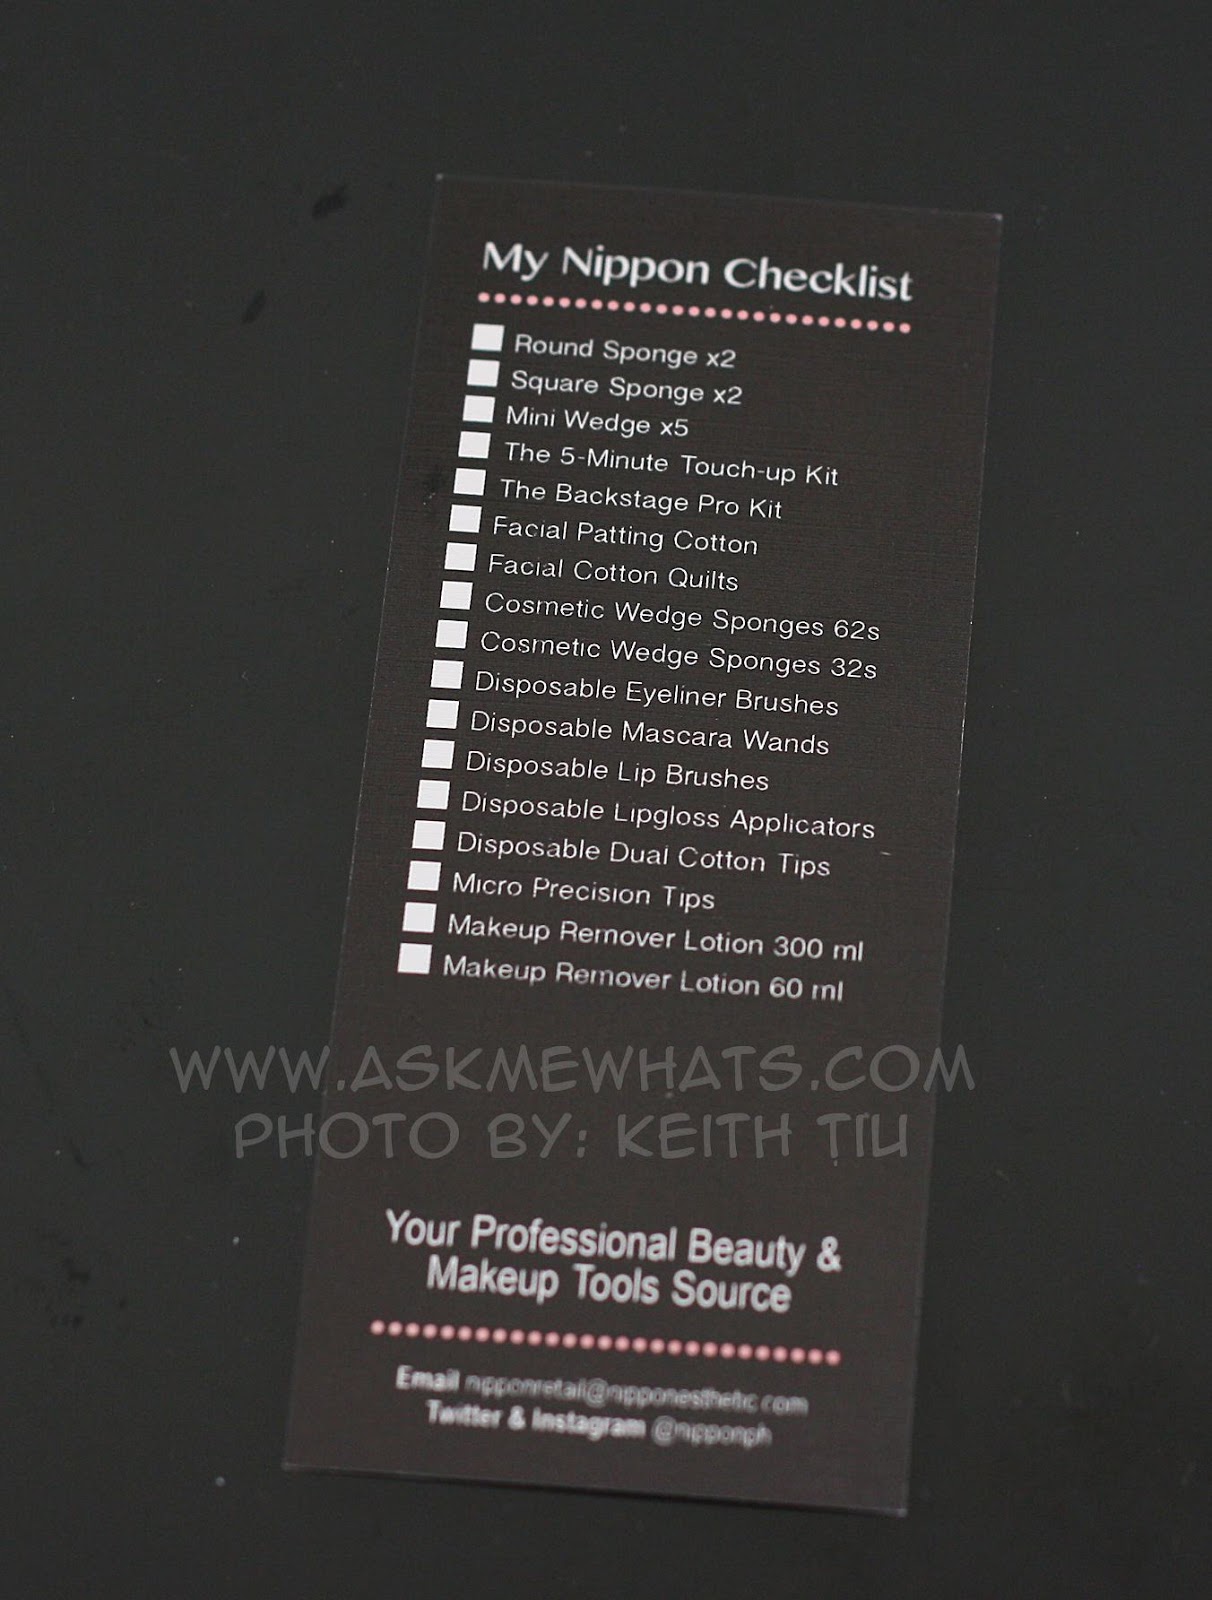 My Nippon Checklist
Round Sponge x2
Square Sponge x2
Mini Wedge x5
The 5-Minute Touch-up Kit
The Backstage Pro Kit
Facial Patting Cotton
Facial Cotton Quilts
Cosmetic Wedge Sponges 62s
Cosmetic Wedge Sponges 32s
Disposable Eyeliner Brushes
Disposable Mascara Wands
Disposable Lip Brushes
Disposable Lipgloss Applicators
Disposable Dual Cotton Tips
Micro Precision Tips
Makeup Remover Lotion 300 ml
Makeup Remover Lotion 60 ml
WWW.ASKMEWHATS.COM
PHOTO BY: KEITH TIU
Your Professional Beauty &
Makeup Tools Source
Email nipponretail@nipponesthetic.com
Twitter & Instagram @nipponph